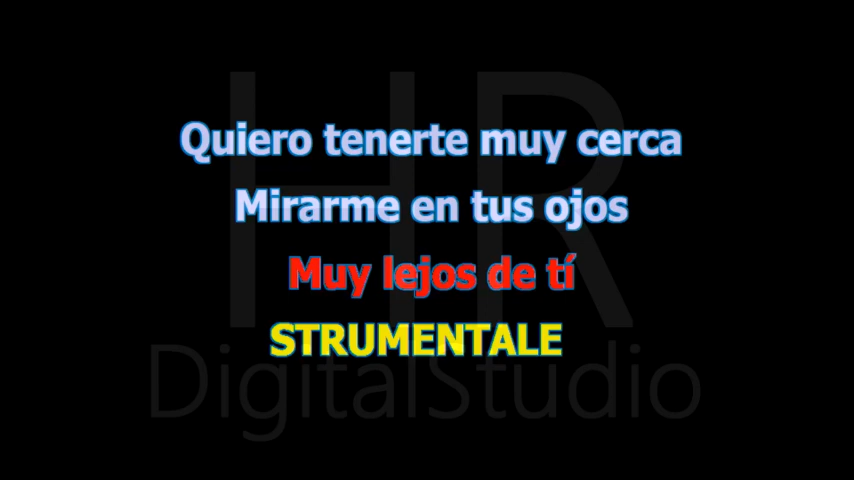 HR
Quiero tenerte muy cerca
Mirarme en tus ojos
Muy lejos de tí
STRUMENTALE
DigitalStudio